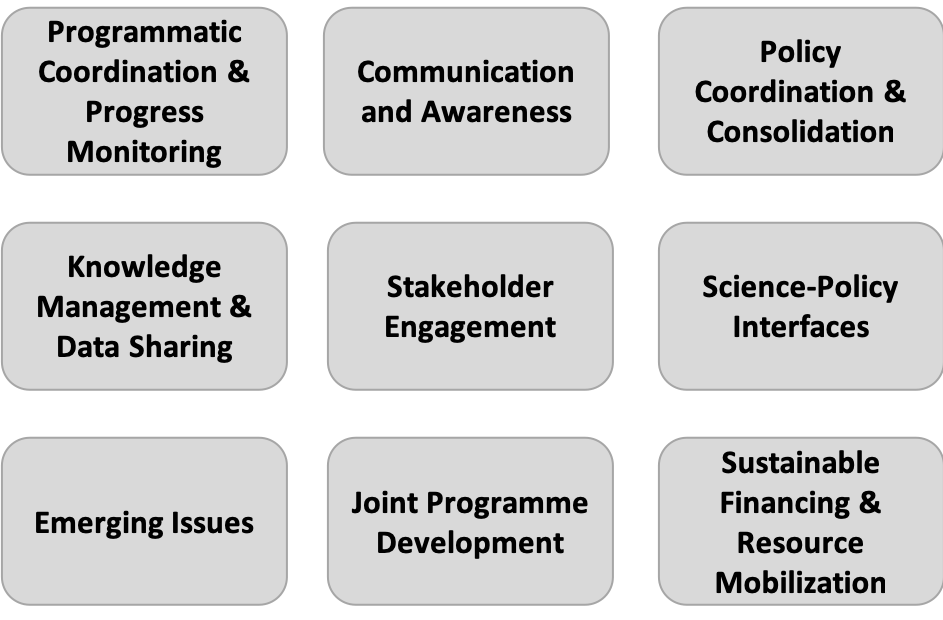 Programmatic
Coordination &
Progress
Monitoring
Communication
and Awareness
Policy
Coordination &
Consolidation
Knowledge
Management &
Data Sharing
Stakeholder
Engagement
Science-Policy
Interfaces
Emerging Issues
Joint Programme
Development
Sustainable
Financing &
Resource
Mobilization